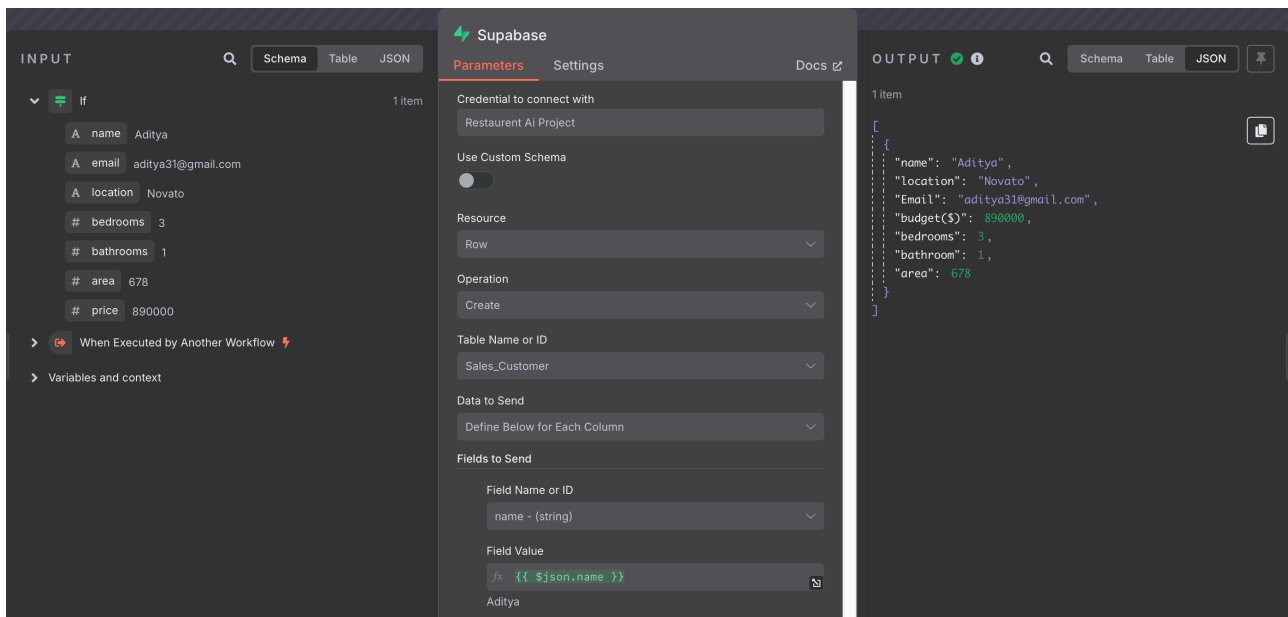 INPUT
Schema Table JSON
If 1 item
A name Aditya
A email aditya31@gmail.com
A location Novato
# bedrooms 3
# bathrooms 1
# area 678
# price 890000
When Executed by Another Workflow
Variables and context
Supabase
Parameters Settings Docs
Credential to connect with
Restaurent Ai Project
Use Custom Schema
Resource
Row
Operation
Create
Table Name or ID
Sales_Customer
Data to Send
Define Below for Each Column
Fields to Send
Field Name or ID
name - (string)
Field Value
fx {{ $json.name }}
Aditya
OUTPUT
Schema Table JSON
1 item
[
{
"name": "Aditya",
"location": "Novato",
"Email": "aditya31@gmail.com",
"budget($)": 890000,
"bedrooms": 3,
"bathroom": 1,
"area": 678
}
]